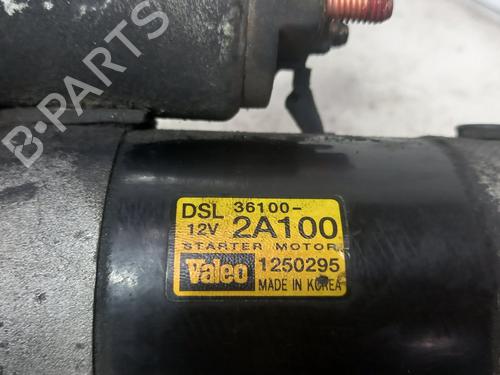 B-PARTS
DSL 36100-
12V 2A100
STARTER MOTOR
Valeo 1250295
MADE IN KOREA